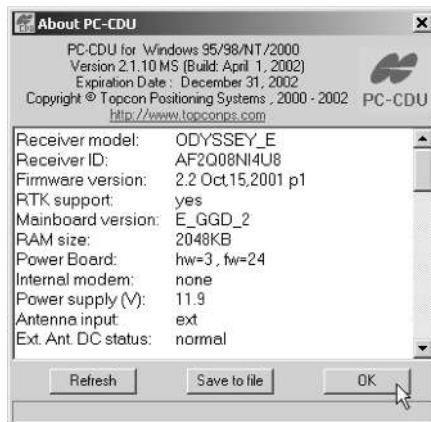 About PC-CDU
PC-CDU for Windows 95/98/NT/2000
Version 2.1.10 MS (Build: April 1, 2002)
Expiration Date : December 31, 2002
Copyright © Topcon Positioning Systems , 2000 - 2002
http://www.topconps.com
PC-CDU
Receiver model: ODYSSEY_E
Receiver ID: AF2Q08NI4U8
Firmware version: 2.2 Oct,15,2001 p1
RTK support: yes
Mainboard version: E_GGD_2
RAM size: 2048KB
Power Board: hw=3 , fw=24
Internal modem: none
Power supply (V): 11.9
Antenna input: ext
Ext. Ant. DC status: normal
Refresh Save to file OK